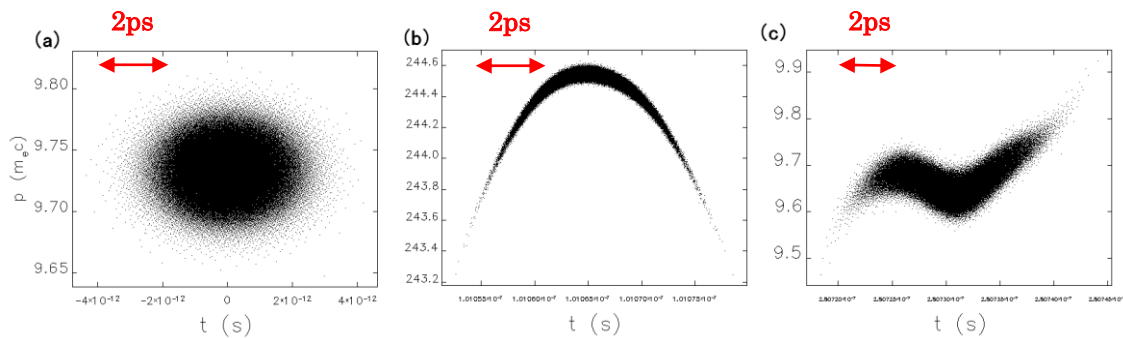 2ps
2ps
2ps
(a)
(b)
(c)
9.80
9.75
9.70
9.65
p (mₑc)
−4×10⁻¹²
−2×10⁻¹²
0
2×10⁻¹²
4×10⁻¹²
t (s)
244.6
244.4
244.2
244.0
243.8
243.6
243.4
243.2
t (s)
9.9
9.8
9.7
9.6
9.5
t (s)